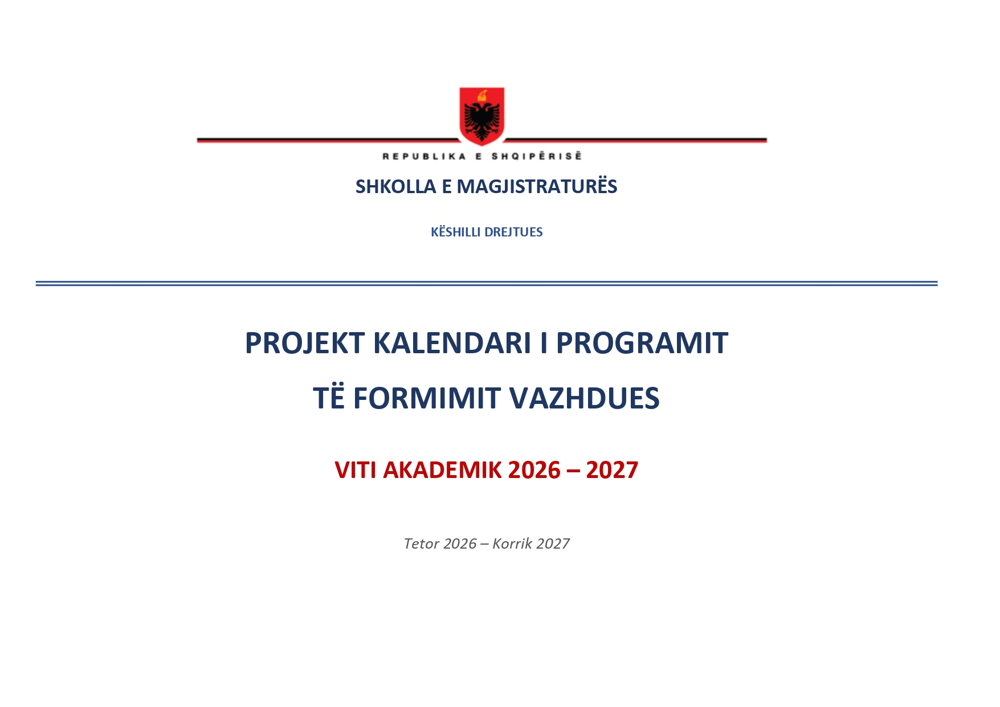 REPUBLIKA E SHQIPËRISË
SHKOLLA E MAGJISTRATURËS
KËSHILLI DREJTUES
PROJEKT KALENDARI I PROGRAMIT
TË FORMIMIT VAZHDUES
VITI AKADEMIK 2026 – 2027
Tetor 2026 – Korrik 2027